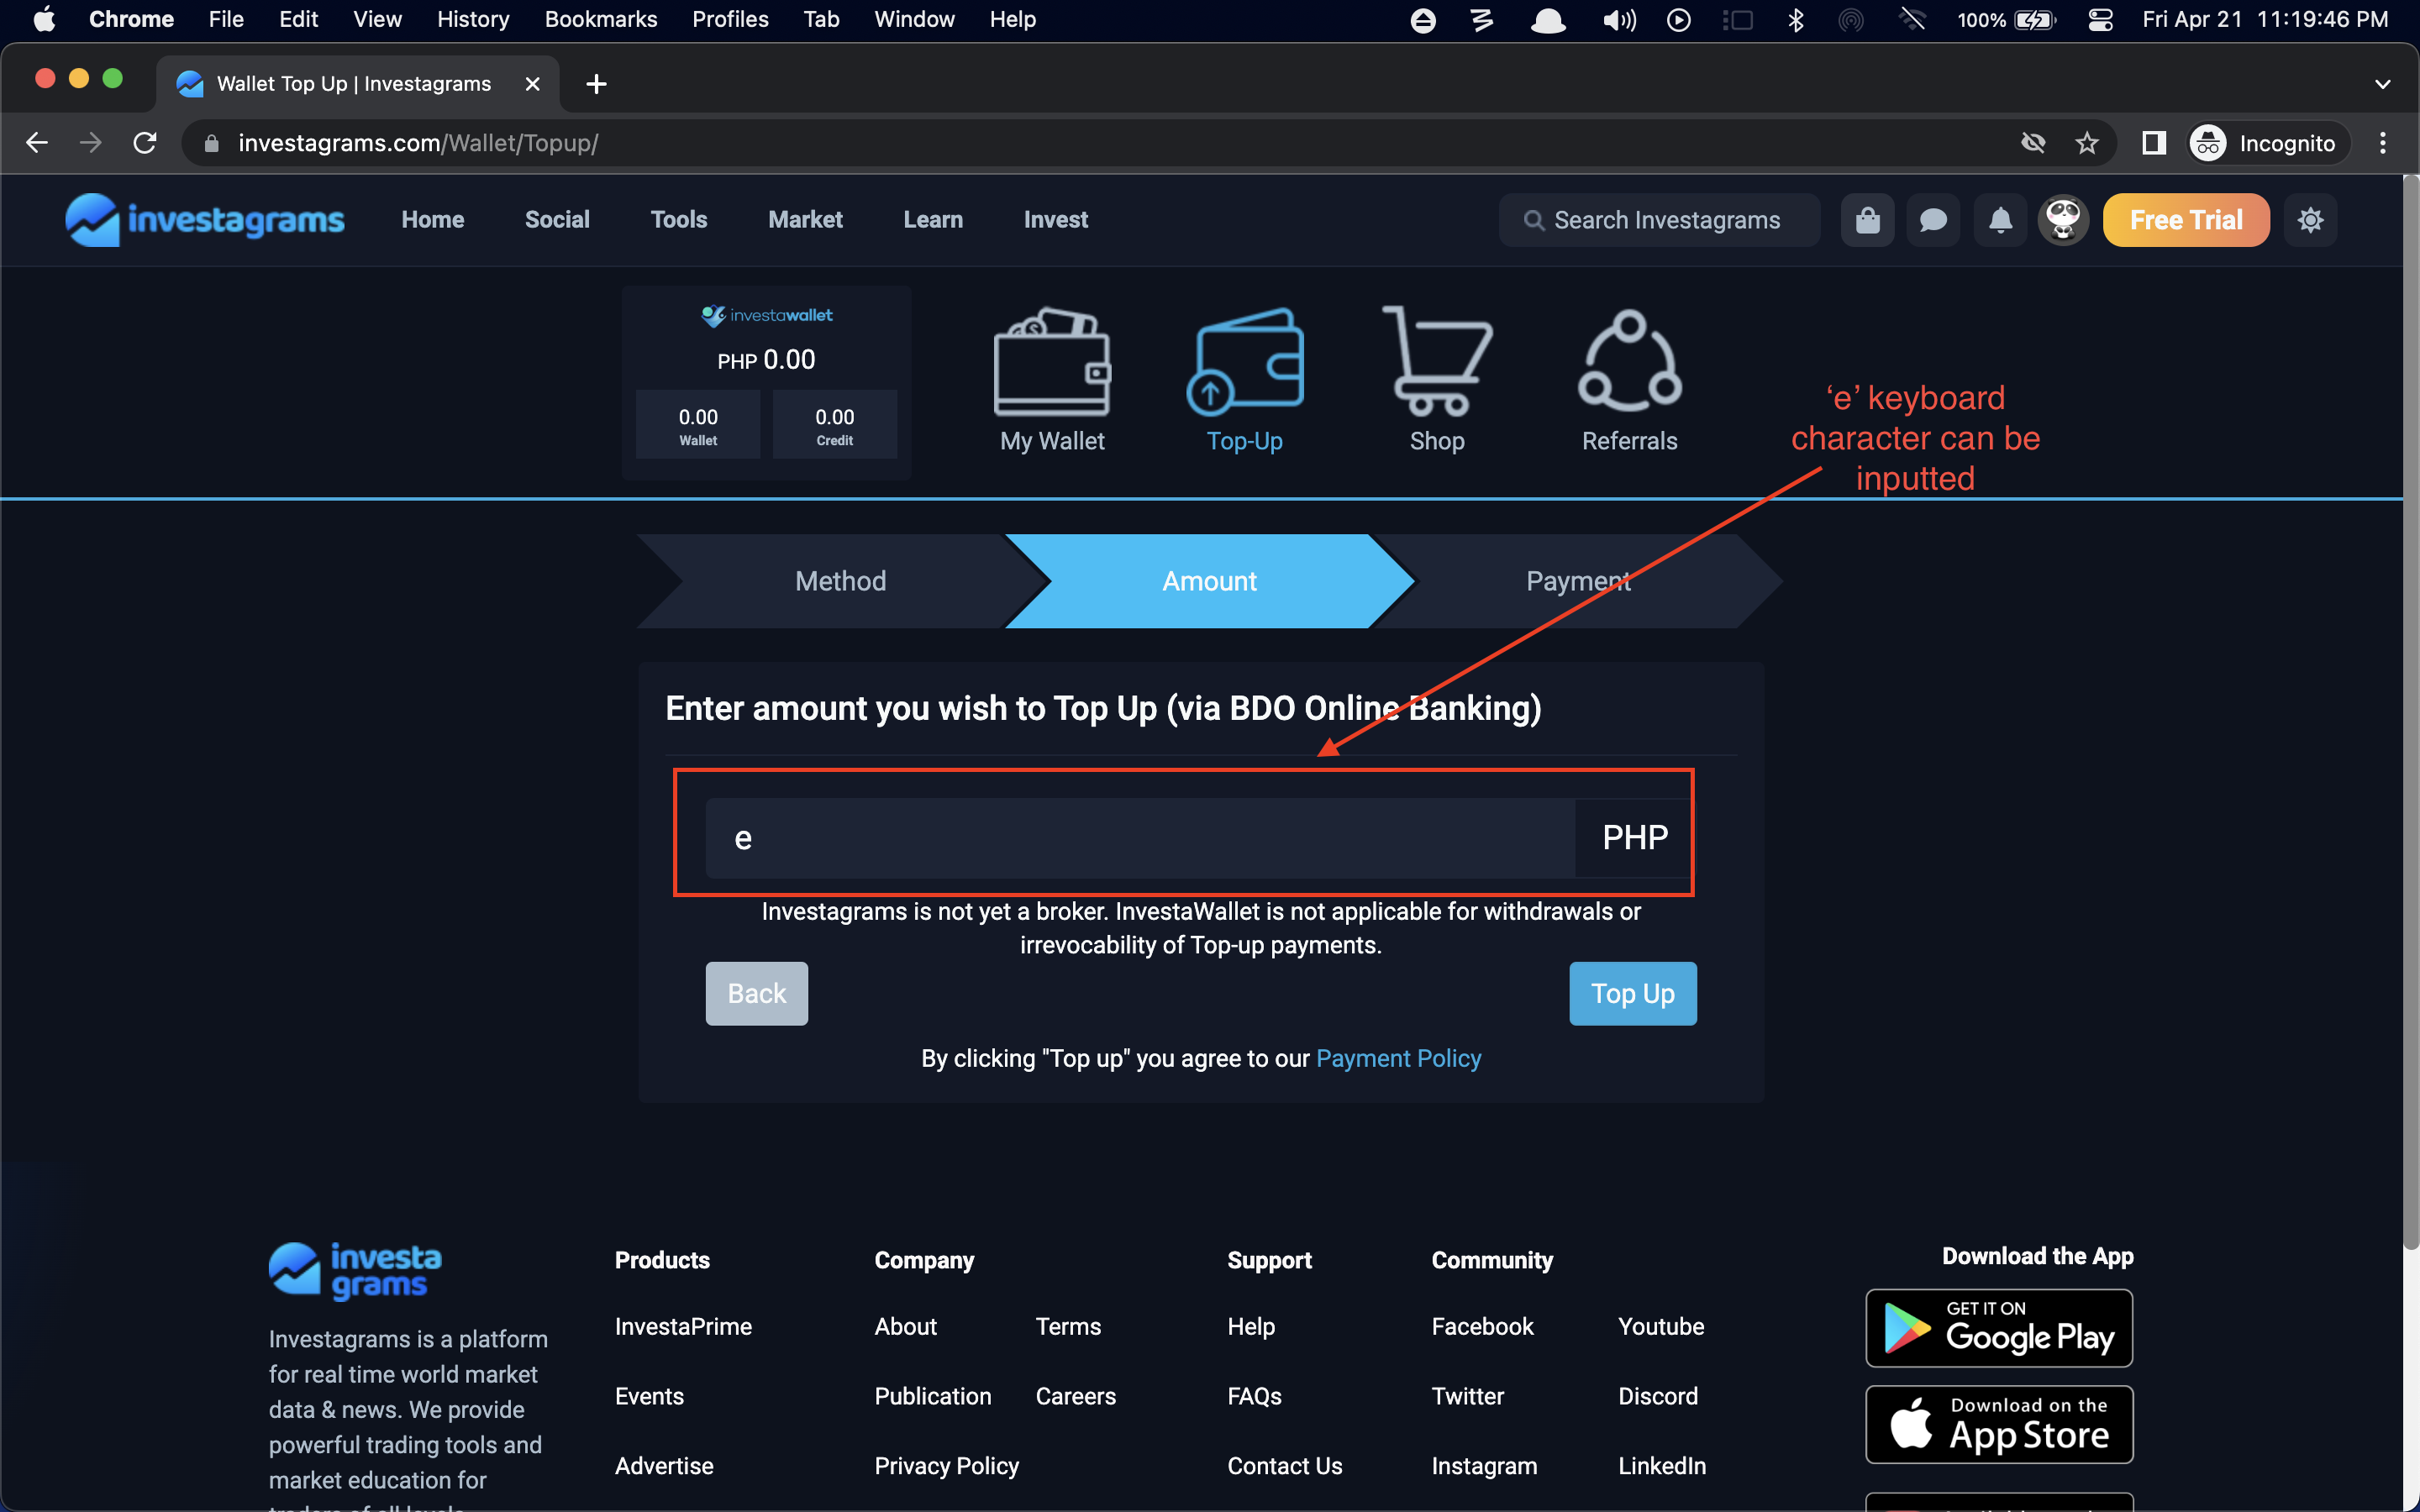 Chrome File Edit View History Bookmarks Profiles Tab Window Help 100% Fri Apr 21 11:19:46 PM
Wallet Top Up | Investagrams
investagrams.com/Wallet/Topup/ Incognito
investagrams Home Social Tools Market Learn Invest Search Investagrams Free Trial
investawallet
PHP 0.00
0.00 0.00
Wallet Credit
My Wallet Top-Up Shop Referrals
‘e’ keyboard
character can be
inputted
Method Amount Payment
Enter amount you wish to Top Up (via BDO Online Banking)
e PHP
Investagrams is not yet a broker. InvestaWallet is not applicable for withdrawals or
irrevocability of Top-up payments.
Back Top Up
By clicking "Top up" you agree to our Payment Policy
investa
grams
Investagrams is a platform
for real time world market
data & news. We provide
powerful trading tools and
market education for
Products
InvestaPrime
Events
Advertise
Company
About Terms
Publication Careers
Privacy Policy
Support
Help
FAQs
Contact Us
Community
Facebook Youtube
Twitter Discord
Instagram LinkedIn
Download the App
GET IT ON
Google Play
Download on the
App Store